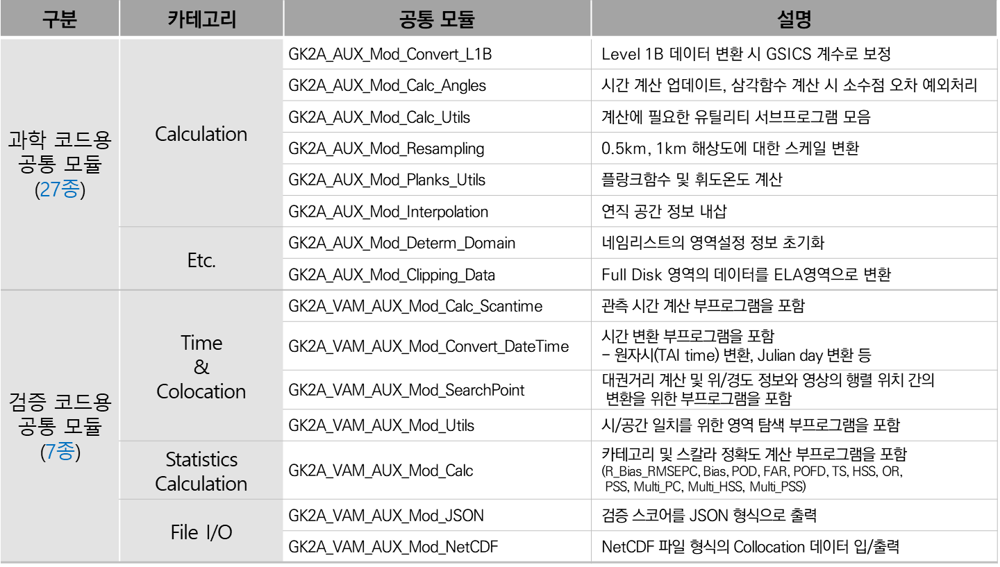 구분
카테고리
공통 모듈
설명
과학 코드용
공통 모듈
(27종)
Calculation
GK2A_AUX_Mod_Convert_L1B
Level 1B 데이터 변환 시 GSICS 계수로 보정
GK2A_AUX_Mod_Calc_Angles
시간 계산 업데이트, 삼각함수 계산 시 소수점 오차 예외처리
GK2A_AUX_Mod_Calc_Utils
계산에 필요한 유틸리티 서브프로그램 모음
GK2A_AUX_Mod_Resampling
0.5km, 1km 해상도에 대한 스케일 변환
GK2A_AUX_Mod_Planks_Utils
플랑크함수 및 휘도온도 계산
GK2A_AUX_Mod_Interpolation
연직 공간 정보 내삽
Etc.
GK2A_AUX_Mod_Determ_Domain
네임리스트의 영역설정 정보 초기화
GK2A_AUX_Mod_Clipping_Data
Full Disk 영역의 데이터를 ELA영역으로 변환
검증 코드용
공통 모듈
(7종)
Time
&
Colocation
GK2A_VAM_AUX_Mod_Calc_Scantime
관측 시간 계산 부프로그램을 포함
GK2A_VAM_AUX_Mod_Convert_DateTime
시간 변환 부프로그램을 포함
- 원자시(TAI time) 변환, Julian day 변환 등
GK2A_VAM_AUX_Mod_SearchPoint
대권거리 계산 및 위/경도 정보와 영상의 행렬 위치 간의
변환을 위한 부프로그램을 포함
GK2A_VAM_AUX_Mod_Utils
시/공간 일치를 위한 영역 탐색 부프로그램을 포함
Statistics
Calculation
GK2A_VAM_AUX_Mod_Calc
카테고리 및 스칼라 정확도 계산 부프로그램을 포함
(R_Bias_RMSEPC, Bias, POD, FAR, POFD, TS, HSS, OR,
PSS, Multi_PC, Multi_HSS, Multi_PSS)
File I/O
GK2A_VAM_AUX_Mod_JSON
검증 스코어를 JSON 형식으로 출력
GK2A_VAM_AUX_Mod_NetCDF
NetCDF 파일 형식의 Collocation 데이터 입/출력